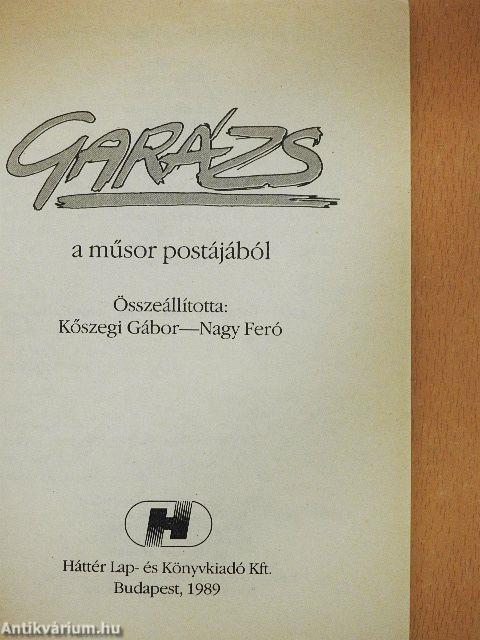 GARÁZS
a műsor postájából
Összeállította:
Kőszegi Gábor—Nagy Feró
H
Háttér Lap- és Könyvkiadó Kft.
Budapest, 1989
Antikvárium.hu